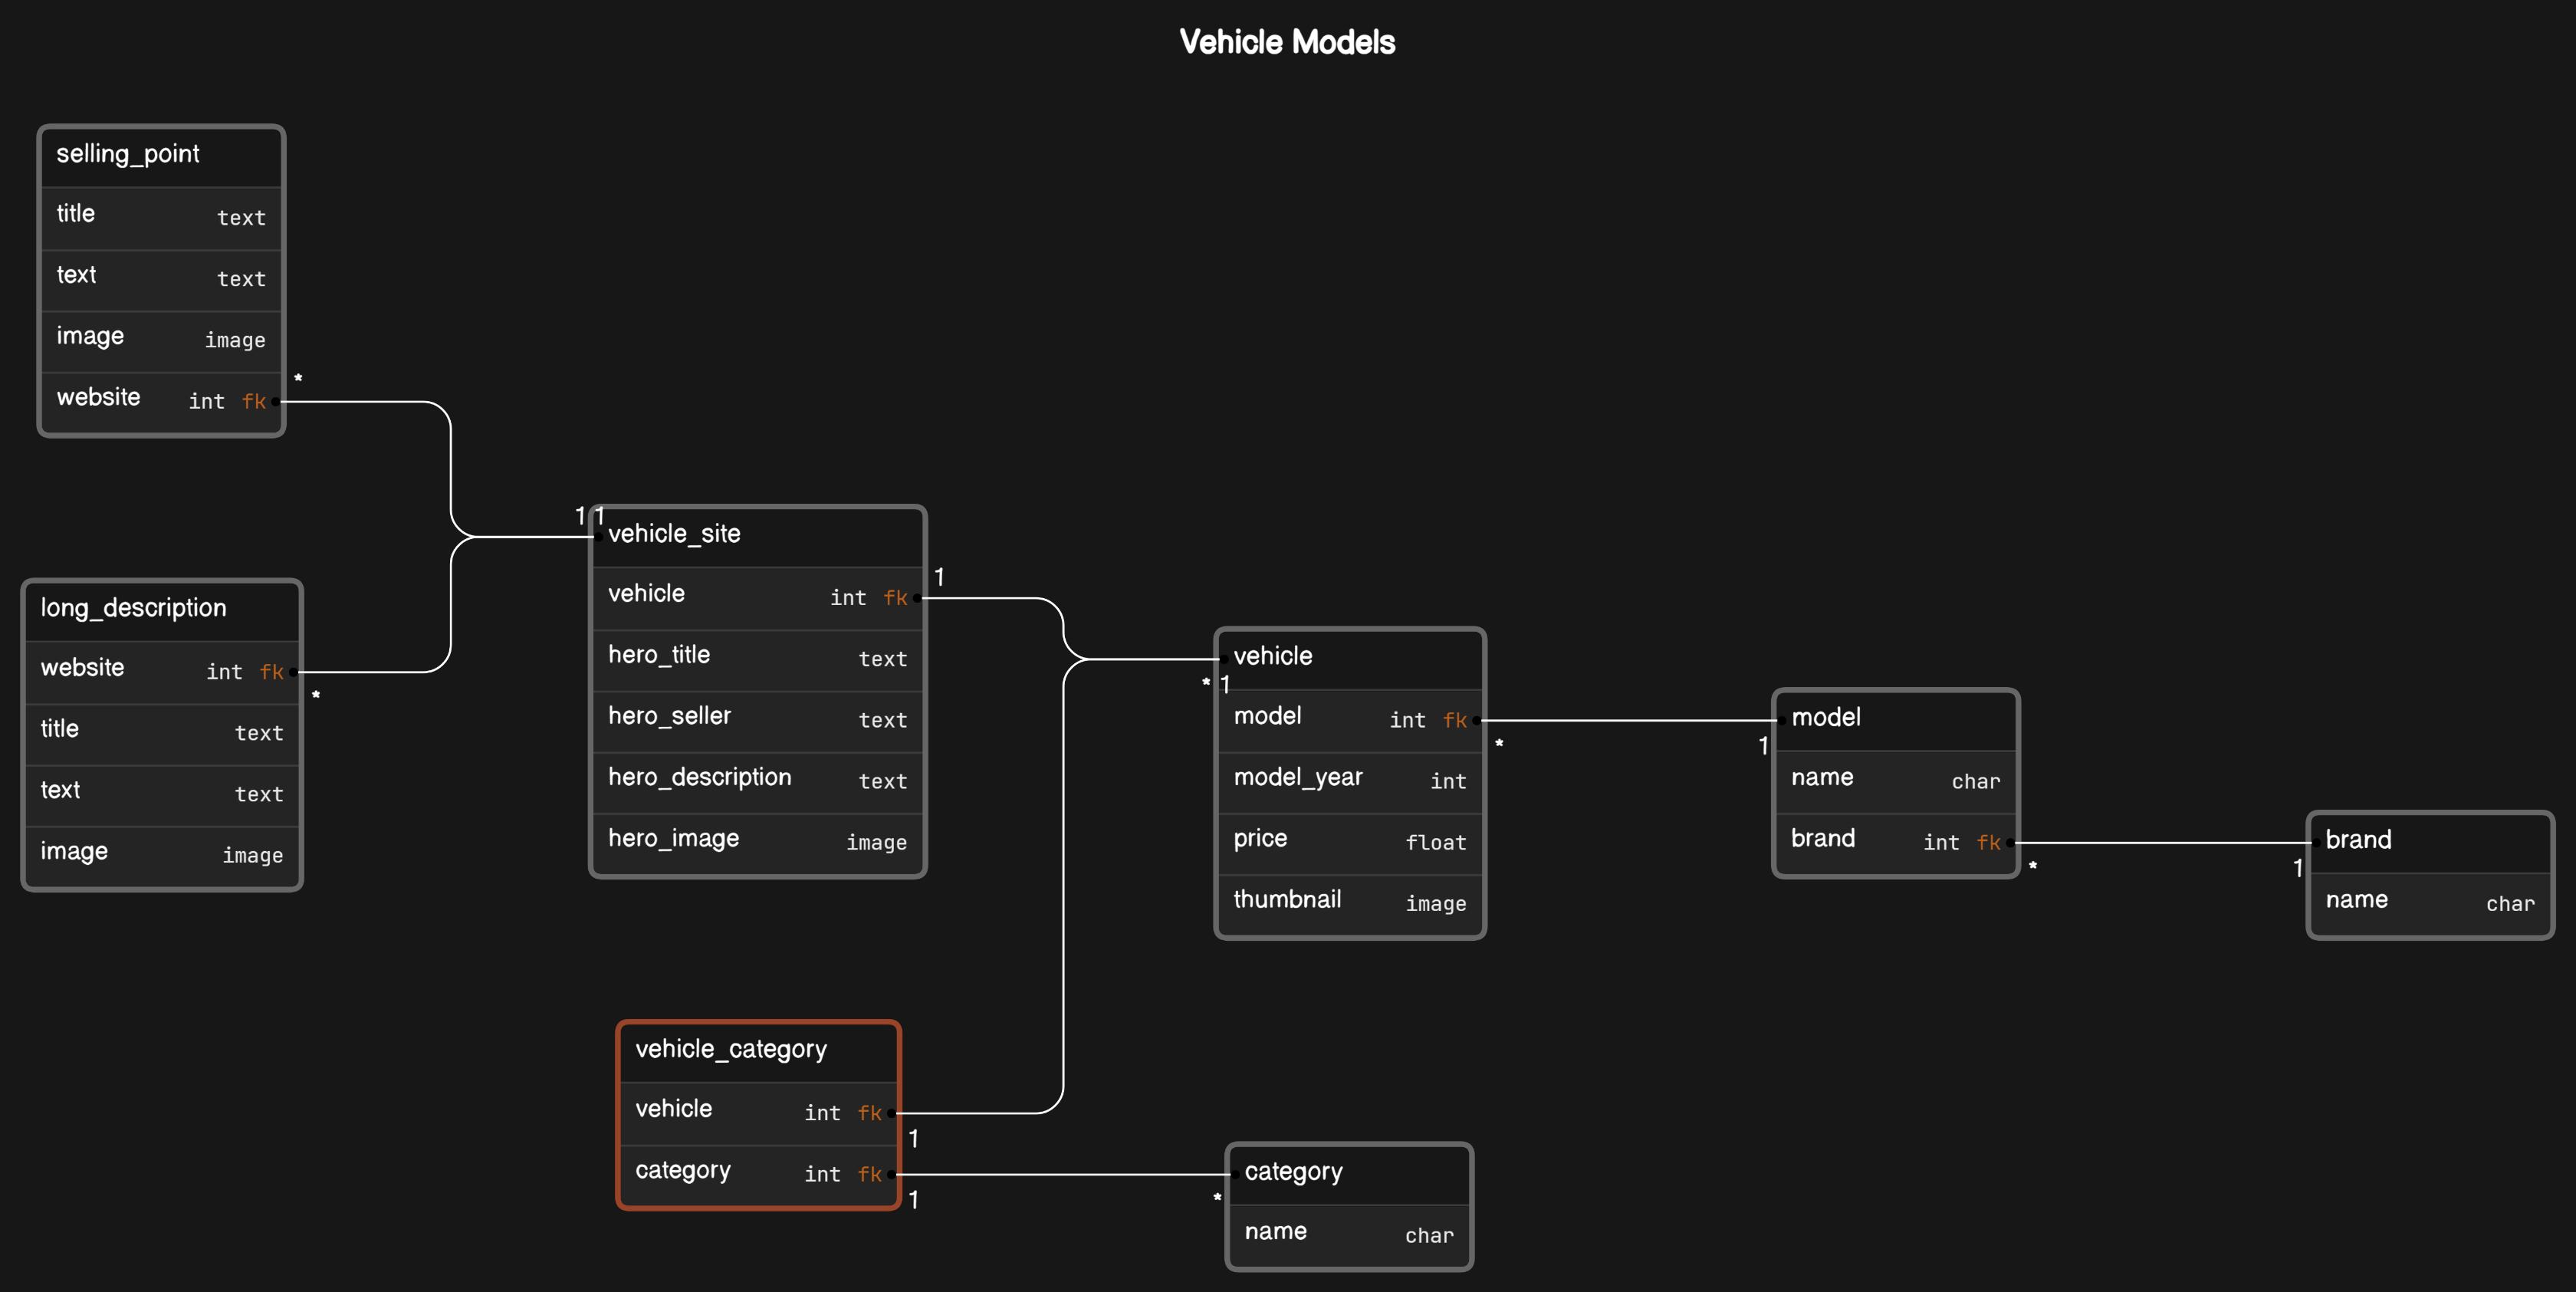 Vehicle Models
selling_point
title text
text text
image image
website int fk
*
long_description
website int fk
*
title text
text text
image image
1 1
vehicle_site
vehicle int fk
1
hero_title text
hero_seller text
hero_description text
hero_image image
vehicle_category
vehicle int fk
1
category int fk
1
vehicle
* 1
model int fk
*
model_year int
price float
thumbnail image
category
*
name char
model
1
name char
brand int fk
*
brand
1
name char